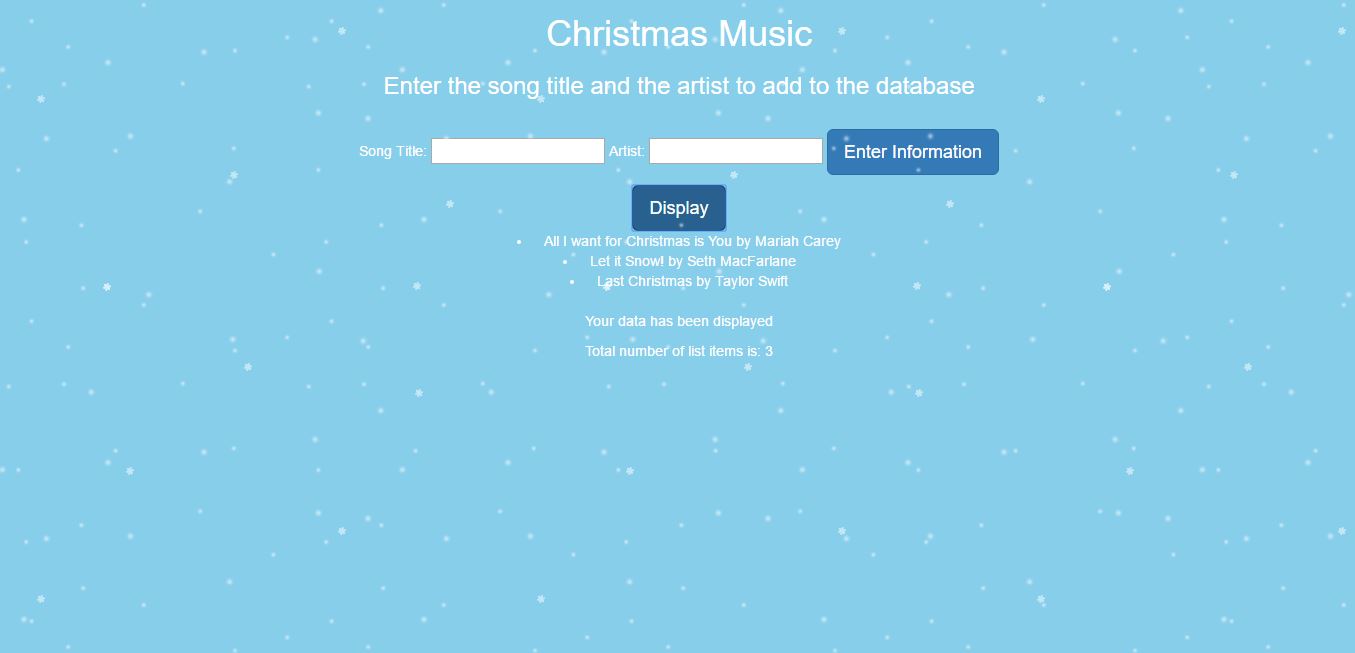 Christmas Music
Enter the song title and the artist to add to the database
Song Title: Artist: Enter Information
Display
• All I want for Christmas is You by Mariah Carey
• Let it Snow! by Seth MacFarlane
• Last Christmas by Taylor Swift
Your data has been displayed
Total number of list items is: 3